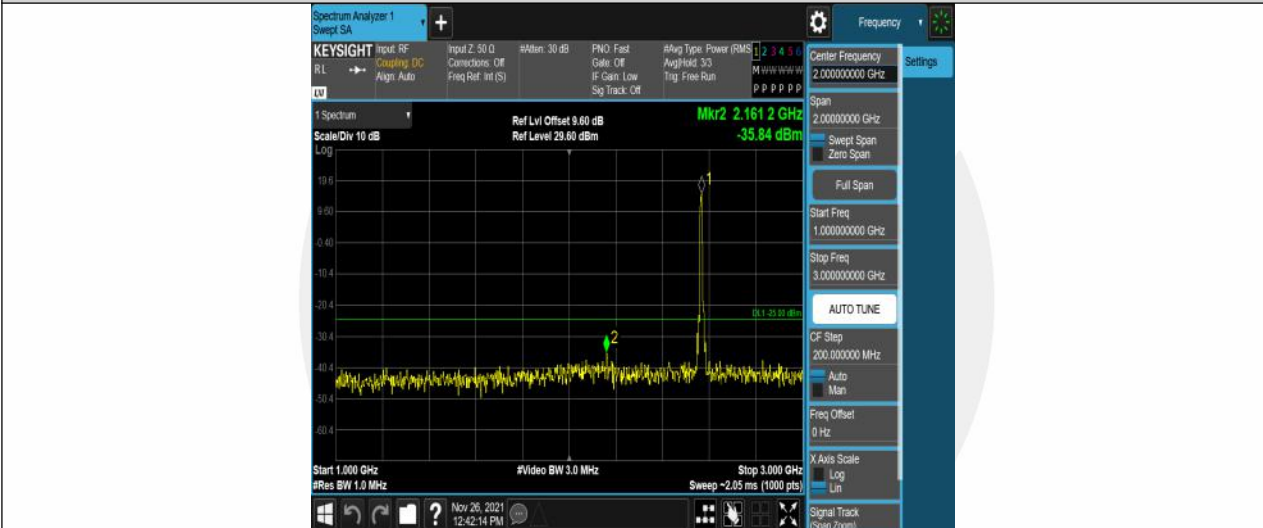 Spectrum Analyzer 1
Swept SA
+
Frequency
KEYSIGHT
Input: RF
Input Z: 50 Ω
#Atten: 30 dB
PNO: Fast
#Avg Type: Power (RMS
1 2 3 4 5 6
RL
Coupling: DC
Corrections: Off
Gate: Off
Avg|Hold: 3/3
M W W W W W
Align: Auto
Freq Ref: Int (S)
IF Gain: Low
Trig: Free Run
Sig Track: Off
P P P P P P
LV
1 Spectrum
Ref Lvl Offset 9.60 dB
Mkr2 2.161 2 GHz
Scale/Div 10 dB
Ref Level 29.60 dBm
-35.84 dBm
Log
19.6
9.60
-0.40
-10.4
-20.4
-30.4
-40.4
-50.4
-60.4
1
DL1 -25.00 dBm
2
Start 1.000 GHz
#Video BW 3.0 MHz
Stop 3.000 GHz
#Res BW 1.0 MHz
Sweep ~2.05 ms (1000 pts)
?
Nov 26, 2021
12:42:14 PM
Center Frequency
2.000000000 GHz
Settings
Span
2.00000000 GHz
Swept Span
Zero Span
Full Span
Start Freq
1.000000000 GHz
Stop Freq
3.000000000 GHz
AUTO TUNE
CF Step
200.000000 MHz
Auto
Man
Freq Offset
0 Hz
X Axis Scale
Log
Lin
Signal Track
(Span Zoom)